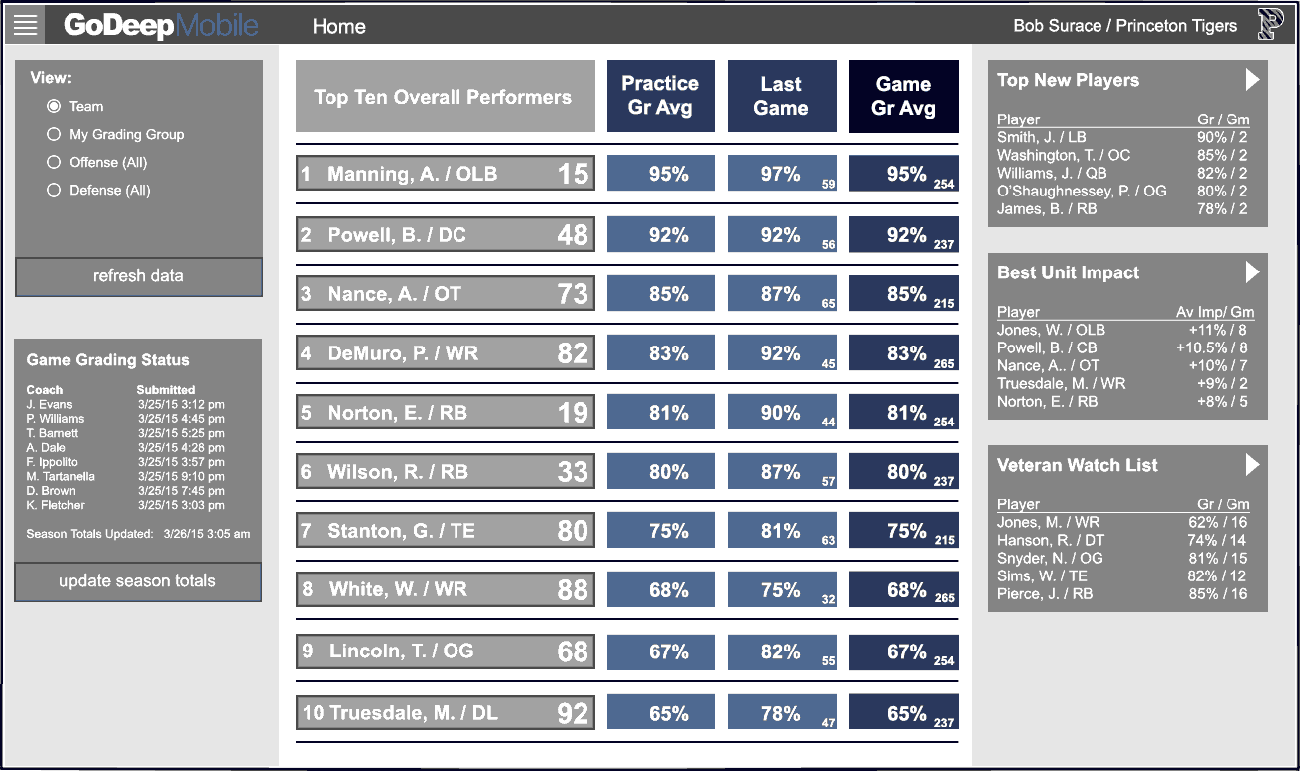 GoDeepMobile
Home
Bob Surace / Princeton Tigers
P
View:
Team
My Grading Group
Offense (All)
Defense (All)
refresh data
Game Grading Status
Coach Submitted
J. Evans 3/25/15 3:12 pm
P. Williams 3/25/15 4:45 pm
T. Barnett 3/25/15 5:25 pm
A. Dale 3/25/15 4:28 pm
F. Ippolito 3/25/15 3:57 pm
M. Tartanella 3/25/15 9:10 pm
D. Brown 3/25/15 7:45 pm
K. Fletcher 3/25/15 3:03 pm
Season Totals Updated: 3/26/15 3:05 am
update season totals
Top Ten Overall Performers
Practice
Gr Avg
Last
Game
Game
Gr Avg
1 Manning, A. / OLB 15 95% 97% 59 95% 254
2 Powell, B. / DC 48 92% 92% 56 92% 237
3 Nance, A. / OT 73 85% 87% 65 85% 215
4 DeMuro, P. / WR 82 83% 92% 45 83% 265
5 Norton, E. / RB 19 81% 90% 44 81% 254
6 Wilson, R. / RB 33 80% 87% 57 80% 237
7 Stanton, G. / TE 80 75% 81% 63 75% 215
8 White, W. / WR 88 68% 75% 32 68% 265
9 Lincoln, T. / OG 68 67% 82% 55 67% 254
10 Truesdale, M. / DL 92 65% 78% 47 65% 237
Top New Players
Player Gr / Gm
Smith, J. / LB 90% / 2
Washington, T. / OC 85% / 2
Williams, J. / QB 82% / 2
O'Shaughnessey, P. / OG 80% / 2
James, B. / RB 78% / 2
Best Unit Impact
Player Av Imp/ Gm
Jones, W. / OLB +11% / 8
Powell, B. / CB +10.5% / 8
Nance, A.. / OT +10% / 7
Truesdale, M. / WR +9% / 2
Norton, E. / RB +8% / 5
Veteran Watch List
Player Gr / Gm
Jones, M. / WR 62% / 16
Hanson, R. / DT 74% / 14
Snyder, N. / OG 81% / 15
Sims, W. / TE 82% / 12
Pierce, J. / RB 85% / 16